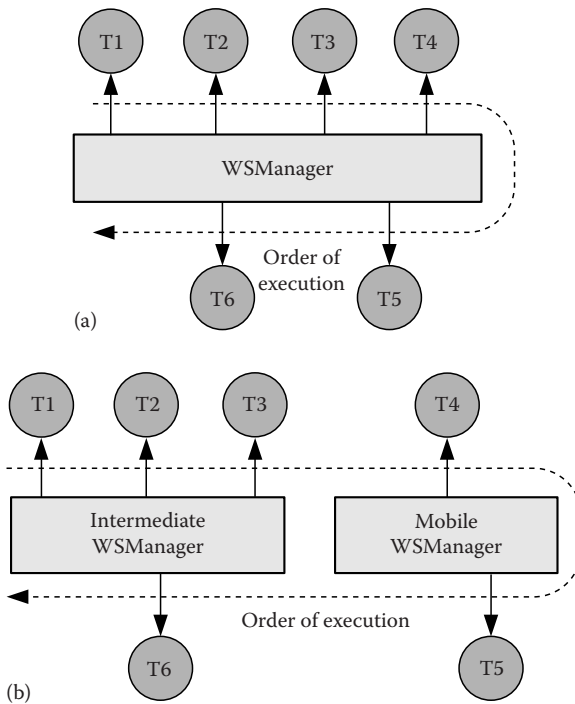 T1
T2
T3
T4
WSManager
Order of
execution
T6
T5
(a)
T1
T2
T3
T4
Intermediate
WSManager
Mobile
WSManager
Order of execution
T6
T5
(b)